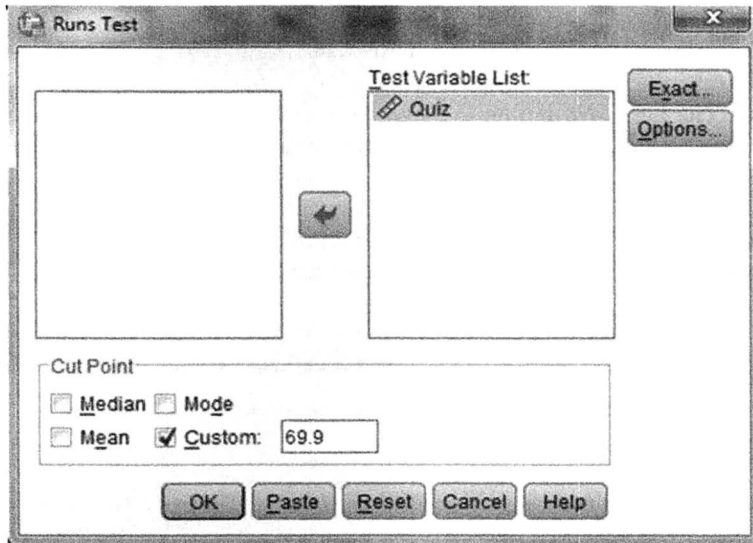 Runs Test
Test Variable List:
Quiz
Exact...
Options...
Cut Point
Median Mode
Mean Custom: 69.9
OK Paste Reset Cancel Help